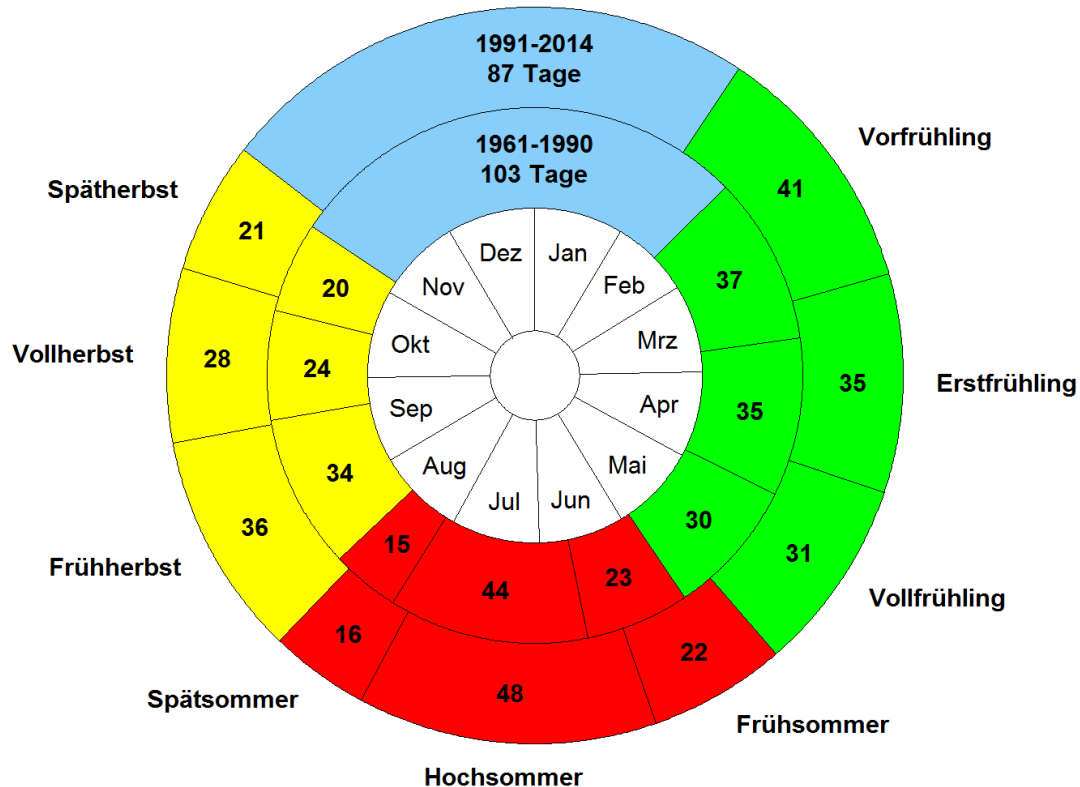 1991-2014
87 Tage
1961-1990
103 Tage
Vorfrühling
41
37
Erstfrühling
35
35
Vollfrühling
31
30
Frühsommer
22
23
Hochsommer
48
44
Spätsommer
16
15
Frühherbst
36
34
Vollherbst
28
24
Spätherbst
21
20
Jan
Feb
Mrz
Apr
Mai
Jun
Jul
Aug
Sep
Okt
Nov
Dez